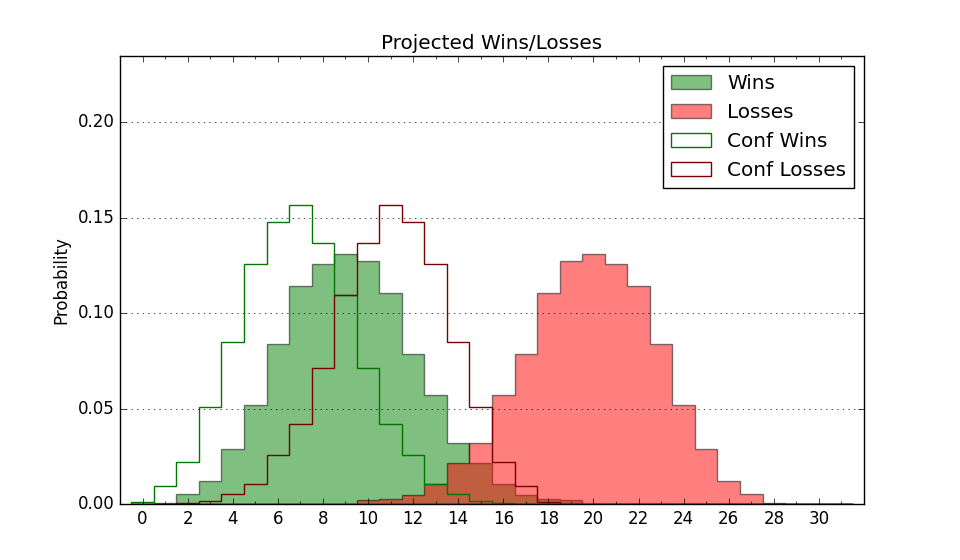 Projected Wins/Losses
Wins
Losses
Conf Wins
Conf Losses
Probability
0.20
0.15
0.10
0.05
0.00
0 2 4 6 8 10 12 14 16 18 20 22 24 26 28 30